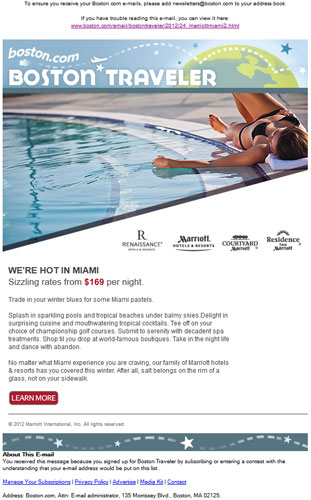 To ensure you receive your Boston.com e-mails, please add newsletters@boston.com to your address book.
If you have trouble reading this e-mail, you can view it here:
www.boston.com/email/bostontraveler/2012/24_marriottmiami2.html
boston.com
BOSTON TRAVELER
R
RENAISSANCE
HOTELS & RESORTS
Marriott
HOTELS & RESORTS
COURTYARD
Marriott
Residence
Inn
Marriott
WE'RE HOT IN MIAMI
Sizzling rates from $169 per night.
Trade in your winter blues for some Miami pastels.
Splash in sparkling pools and tropical beaches under balmy skies.Delight in
surprising cuisine and mouthwatering tropical cocktails. Tee off on your
choice of championship golf courses. Submit to serenity with decadent spa
treatments. Shop til you drop at world-famous boutiques. Take in the night life
and dance with abandon.
No matter what Miami experience you are craving, our family of Marriott hotels
& resorts has you covered this winter. After all, salt belongs on the rim of a
glass, not on your sidewalk.
LEARN MORE
© 2012 Marriott International, Inc. All rights reserved.
About This E-mail
You received this message because you signed up for Boston Traveler by subscribing or entering a contest with the
understanding that your e-mail address would be put on this list .
Manage Your Subscriptions | Privacy Policy | Advertise | Media Kit | Contact
Address: Boston.com, Attn: E-mail administrator, 135 Morrissey Blvd., Boston, MA 02125.